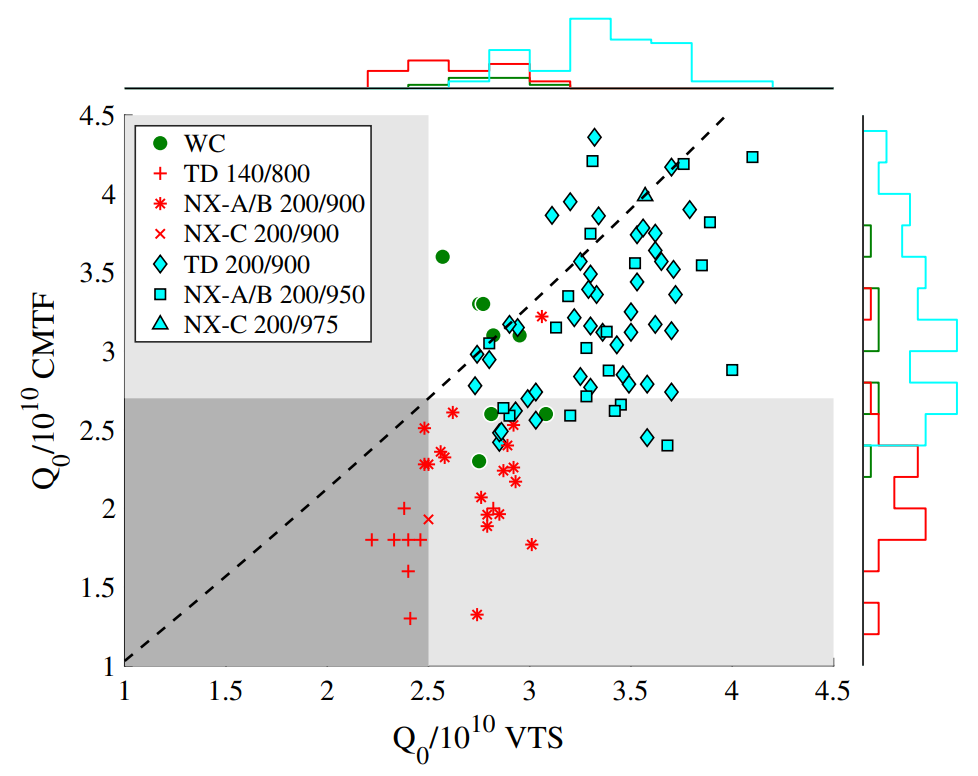 4.5
4
3.5
3
2.5
2
1.5
1
Q0/10^10 CMTF
WC
TD 140/800
NX-A/B 200/900
NX-C 200/900
TD 200/900
NX-A/B 200/950
NX-C 200/975
1 1.5 2 2.5 3 3.5 4 4.5
Q0/10^10 VTS